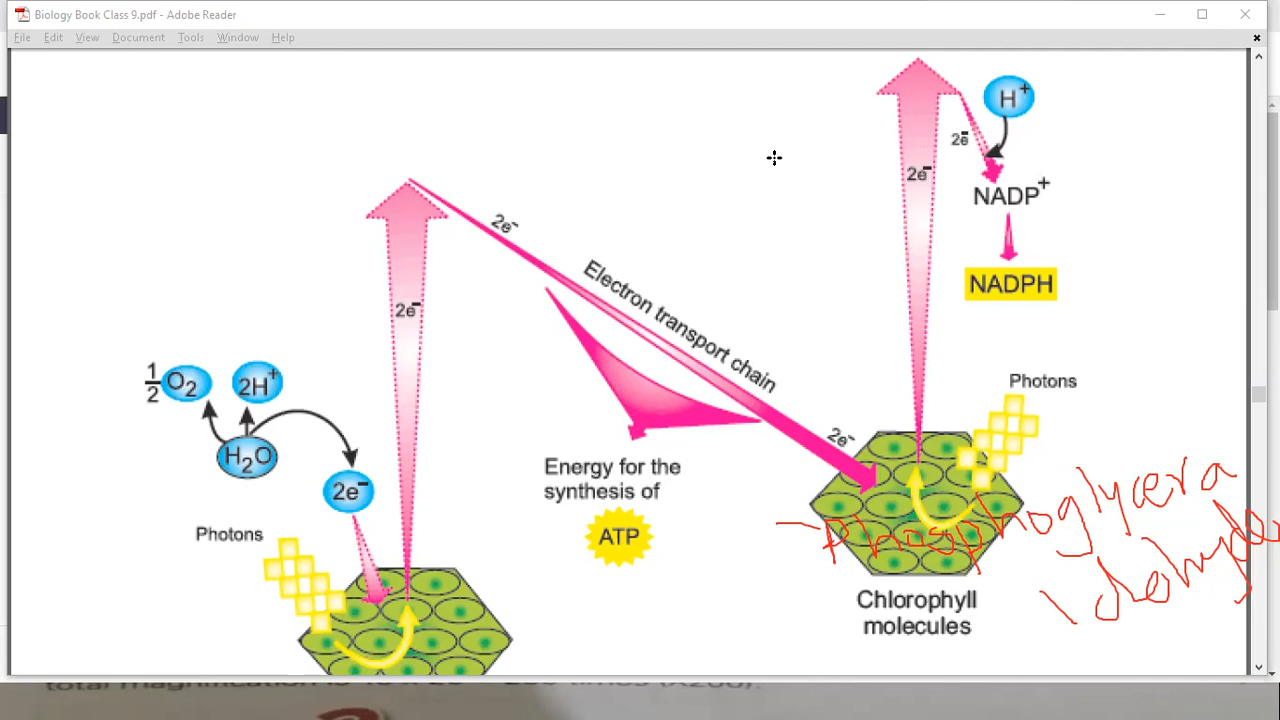 Biology Book Class 9.pdf - Adobe Reader
File Edit View Document Tools Window Help
H+
2e-
2e-
NADP+
NADPH
2e-
Electron transport chain
2e-
2e-
Photons
1/2 O2
2H+
H2O
2e-
Energy for the
synthesis of
ATP
Photons
Chlorophyll
molecules
- Phosphoglycera
ldehyde